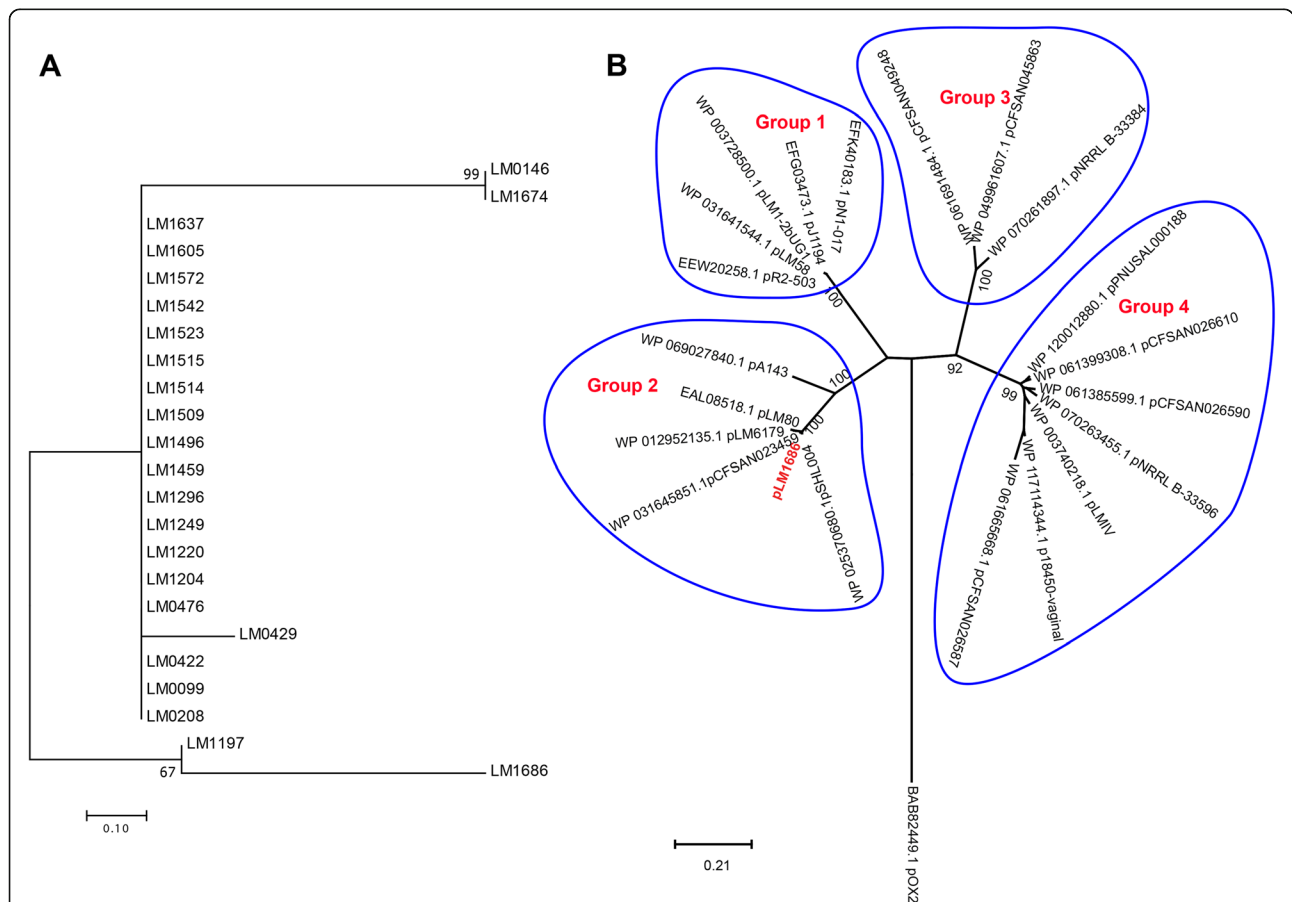 A
99
LM0146
LM1674
LM1637
LM1605
LM1572
LM1542
LM1523
LM1515
LM1514
LM1509
LM1496
LM1459
LM1296
LM1249
LM1220
LM1204
LM0476
LM0429
LM0422
LM0099
LM0208
LM1197
67
LM1686
0.10
B
Group 1
WP 003728500.1 pLM1-2bUG1
EFG03473.1 pJ1194
EFK40183.1 pN1-017
WP 031641544.1 pLM58
EEW20258.1 pR2-503
100
Group 3
WP 061691484.1 pCFSAN049248
WP 049961607.1 pCFSAN045863
WP 070261897.1 pNRRL B-33384
100
Group 2
WP 069027840.1 pA143
100
EAL08518.1 pLM80
WP 012952135.1 pLM6179
100
WP 031645851.1pCFSAN023459
pLM1686
WP 025370680.1pSHL004
92
Group 4
WP 120012880.1 pPNUSAL000188
WP 061399308.1 pCFSAN026610
WP 061385599.1 pCFSAN026590
99
WP 070263455.1 pNRRL B-33596
WP 003740218.1 pLMIV
WP 117114344.1 p18450-vaginal
WP 061665668.1 pCFSAN026587
BAB82449.1 pOX2
0.21